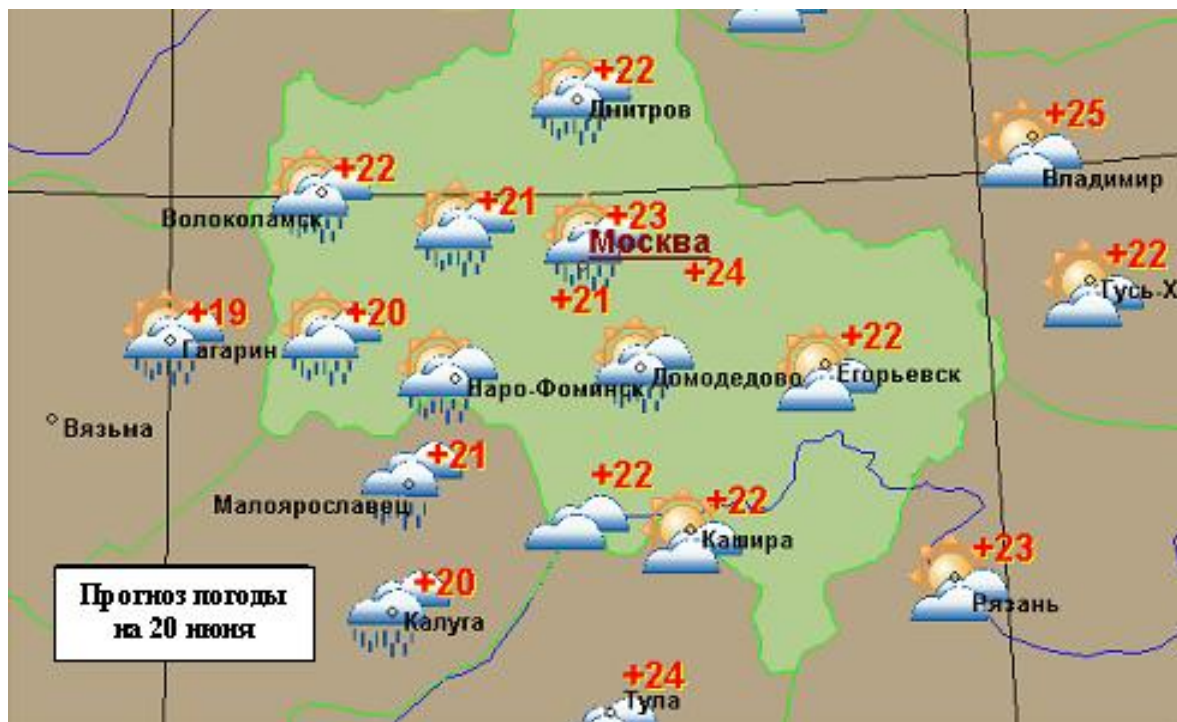 +22
Дмитров
+25
Владимир
+22
Волоколамск
+21
+23
Москва
+24
+22
Гусь-Х
+21
+19
Гагарин
+20
+22
Егорьевск
Наро-Фоминск
Домодедово
Вязьма
+21
Малоярославец
+22
+22
Кашира
+23
Рязань
Прогноз погоды
на 20 июня
+20
Калуга
+24
Тула